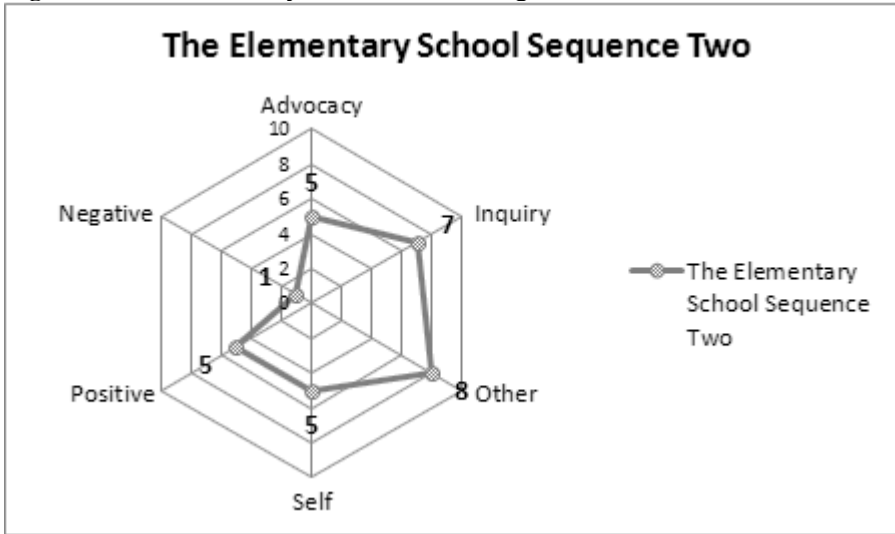 The Elementary School Sequence Two
Advocacy
10
8
5
6
Negative
7
Inquiry
4
1
2
The Elementary
School Sequence
Two
0
5
Positive
8
Other
5
Self